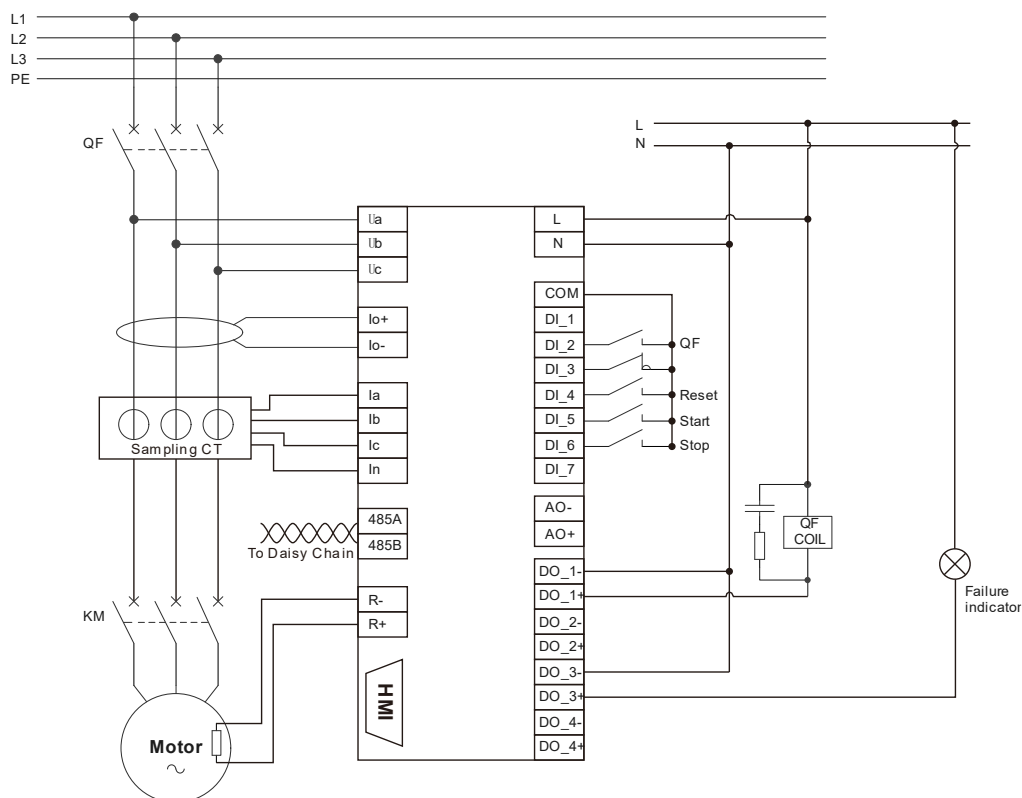 L1
L2
L3
PE
QF
L
N
Ua
Ub
Uc
Io+
Io-
Ia
Ib
Ic
In
Sampling CT
485A
485B
To Daisy Chain
R-
R+
KM
HMI
Motor
L
N
COM
DI_1
DI_2
QF
DI_3
DI_4
Reset
DI_5
Start
DI_6
Stop
DI_7
AO-
AO+
DO_1-
DO_1+
DO_2-
DO_2+
DO_3-
DO_3+
DO_4-
DO_4+
QF
COIL
Failure
indicator